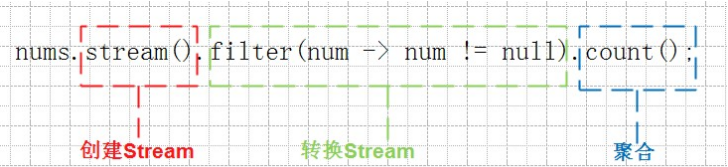 nums.stream().filter(num -> num != null).count();
创建Stream 转换Stream 聚合